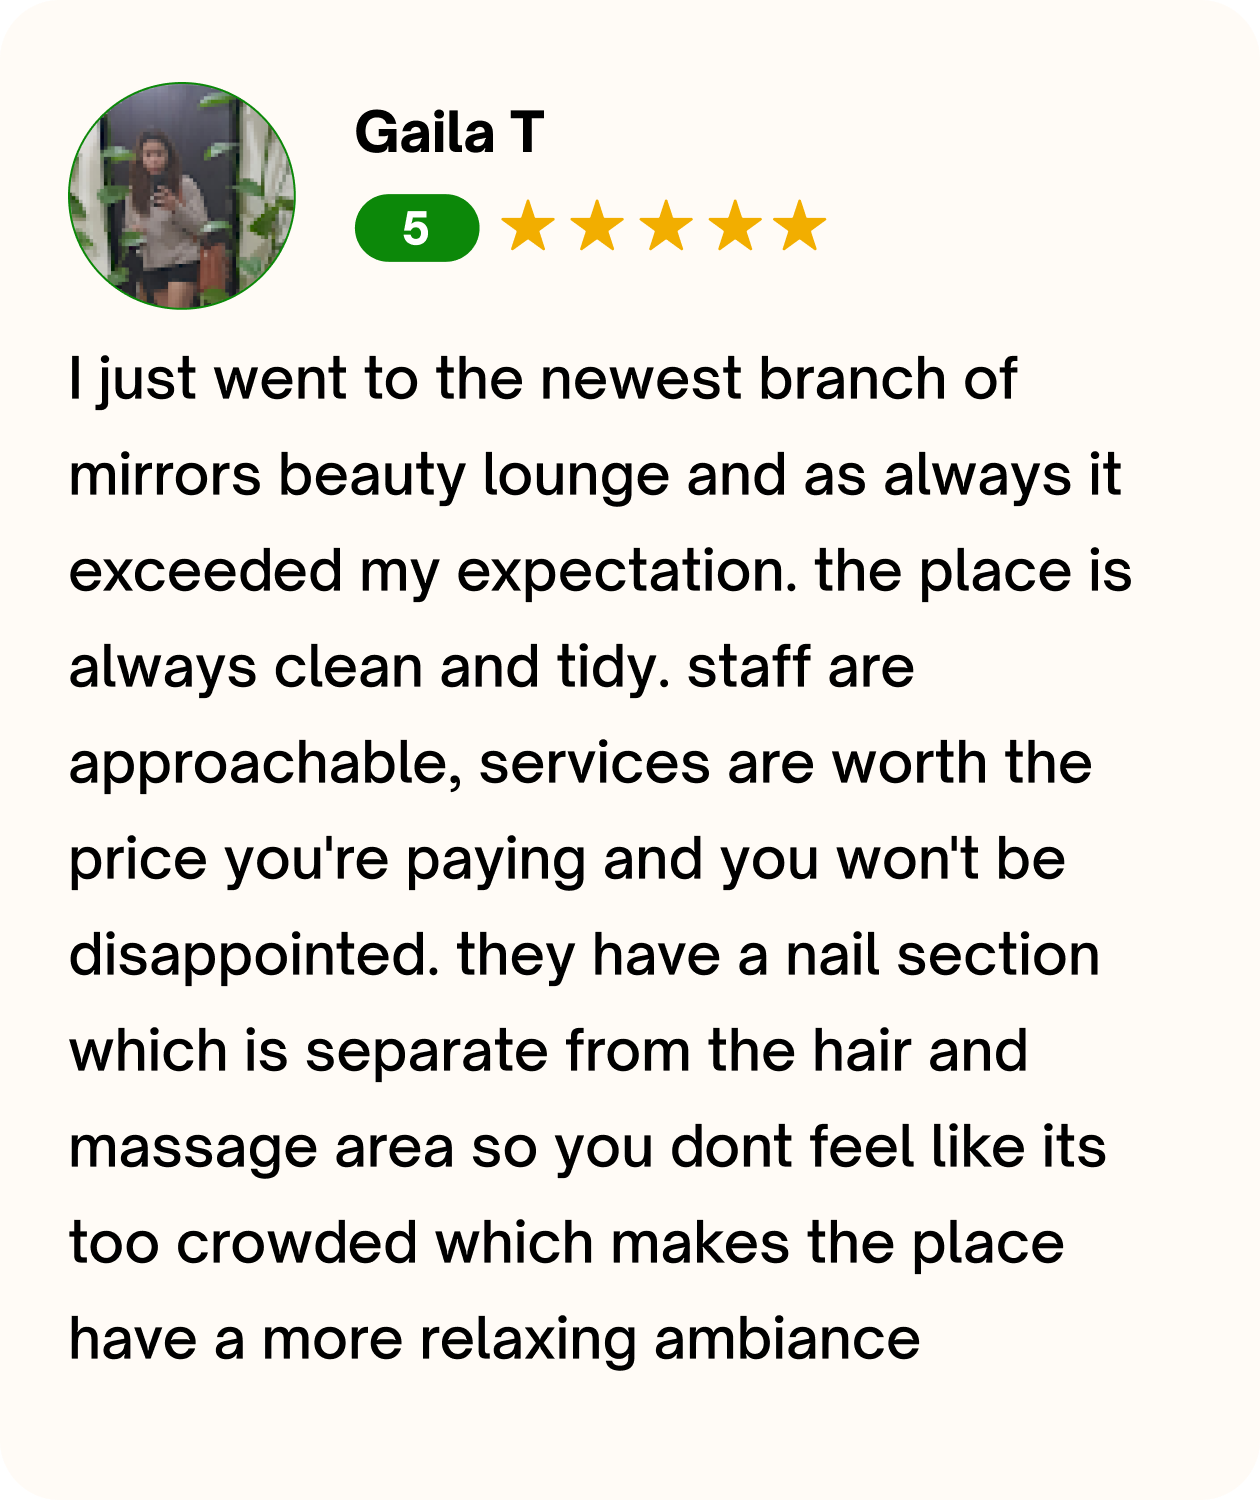 Gaila T
5
I just went to the newest branch of
mirrors beauty lounge and as always it
exceeded my expectation. the place is
always clean and tidy. staff are
approachable, services are worth the
price you're paying and you won't be
disappointed. they have a nail section
which is separate from the hair and
massage area so you dont feel like its
too crowded which makes the place
have a more relaxing ambiance